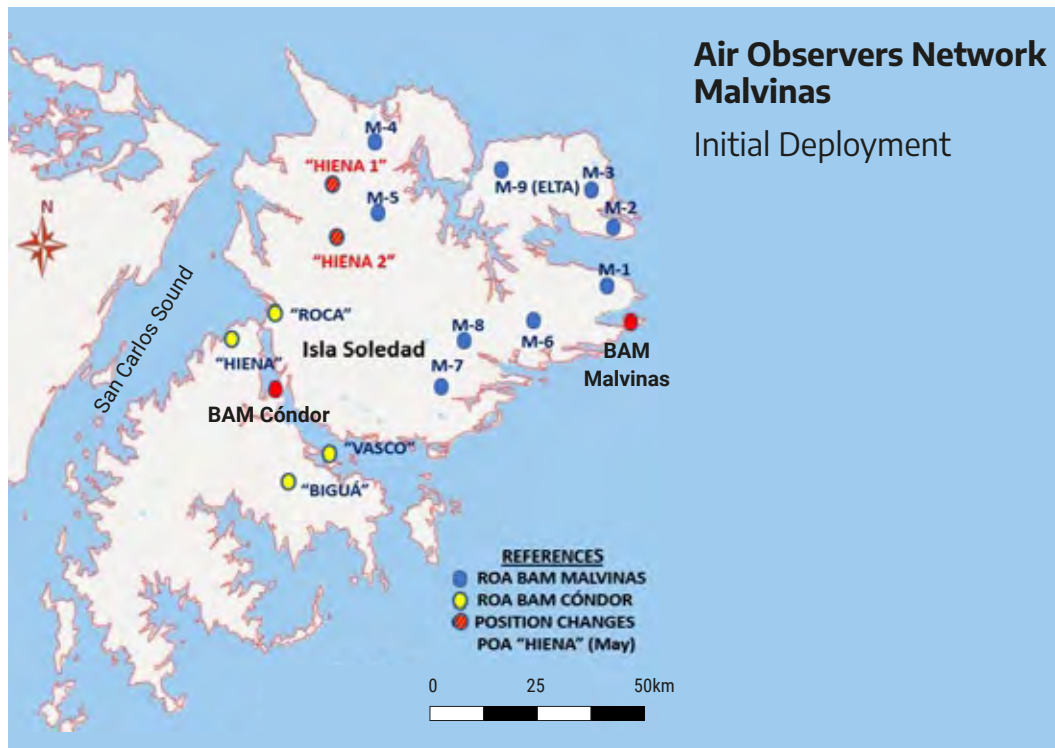 Air Observers Network
Malvinas
Initial Deployment
M-4
"HIENA 1"
M-5
M-9 (ELTA)
M-3
M-2
N
"HIENA 2"
M-1
San Carlos Sound
"ROCA"
M-8
M-6
"HIENA"
Isla Soledad
BAM
Malvinas
M-7
BAM Cóndor
"VASCO"
"BIGUÁ"
REFERENCES
ROA BAM MALVINAS
ROA BAM CÓNDOR
POSITION CHANGES
POA "HIENA" (May)
0 25 50km